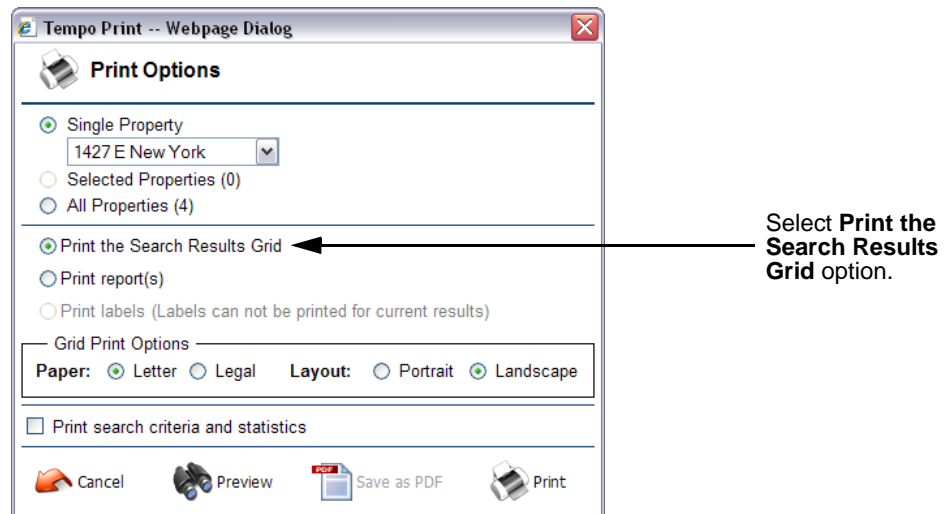 Tempo Print -- Webpage Dialog
Print Options
Single Property
1427 E New York
Selected Properties (0)
All Properties (4)
Print the Search Results Grid
Select Print the
Search Results
Grid option.
Print report(s)
Print labels (Labels can not be printed for current results)
Grid Print Options
Paper: Letter Legal Layout: Portrait Landscape
Print search criteria and statistics
Cancel Preview PDF Save as PDF Print